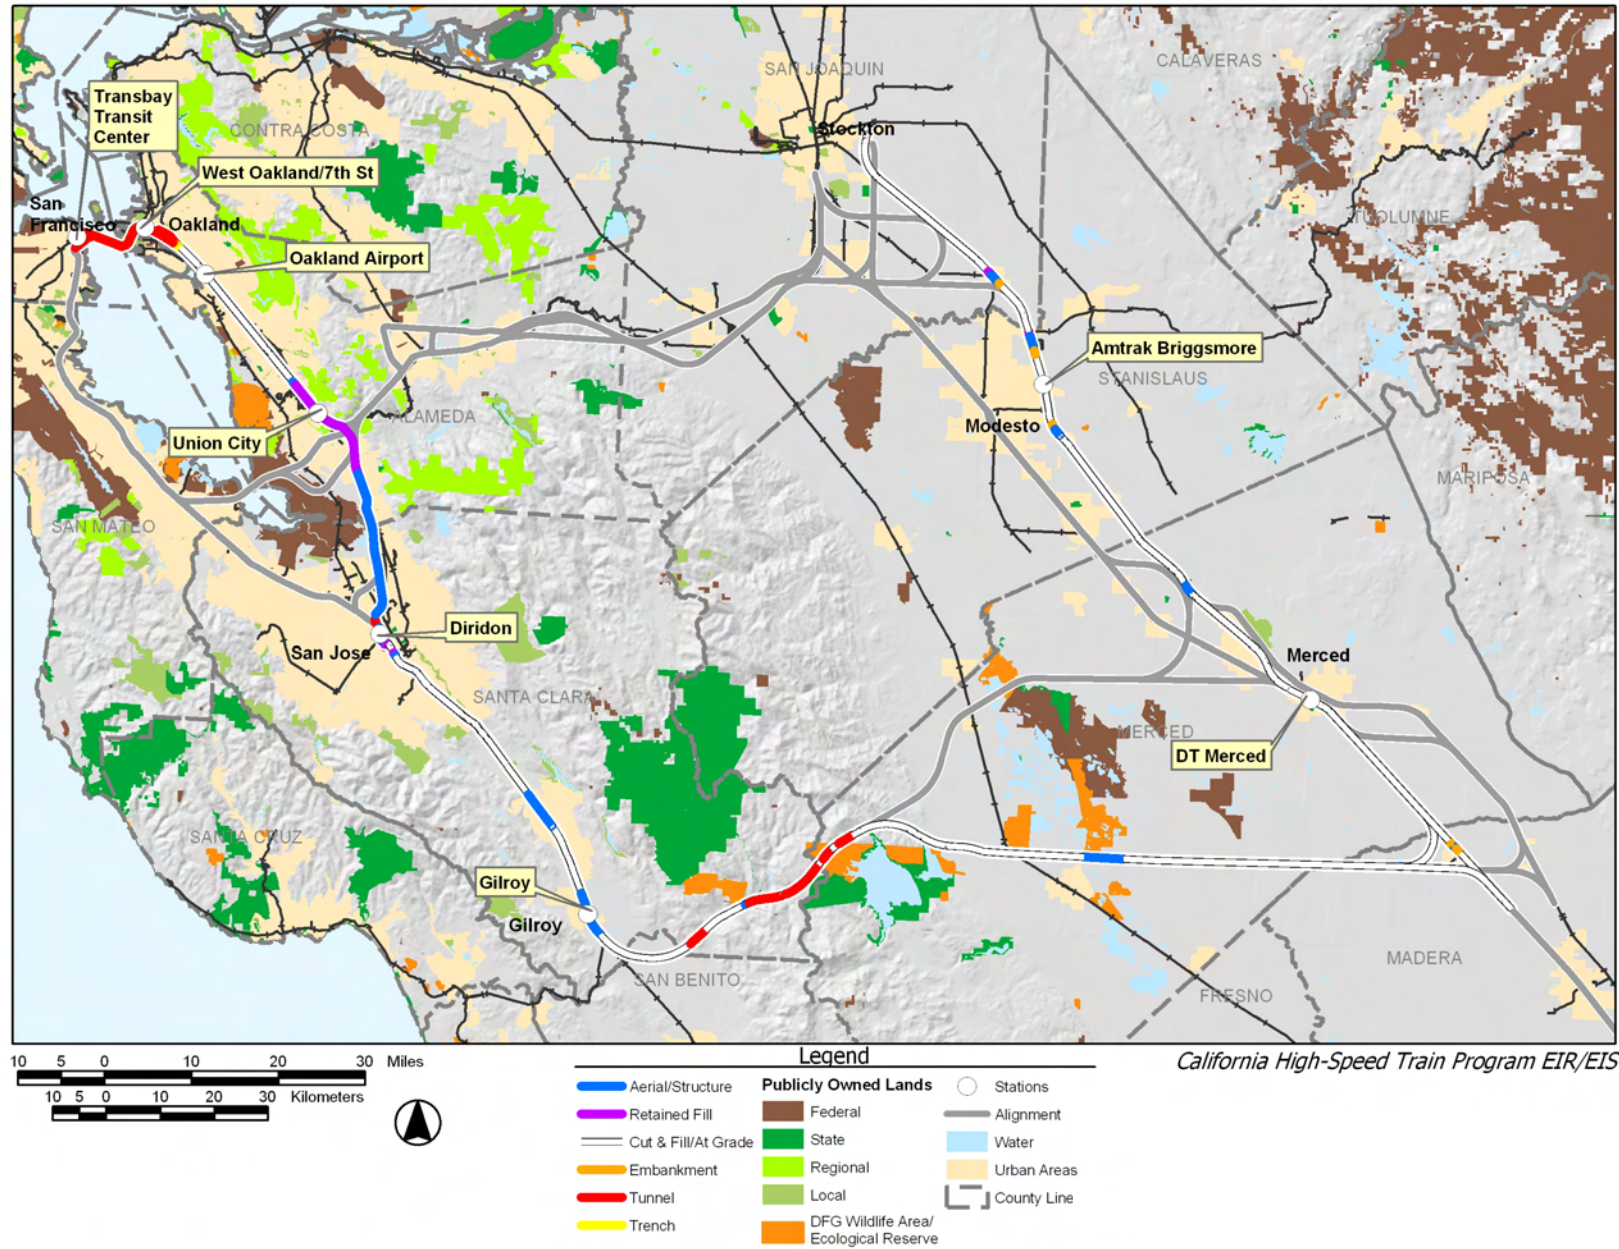 SAN JOAQUIN
CALAVERAS
Transbay
Transit
Center
CONTRA COSTA
Stockton
West Oakland/7th St
San
Francisco
Oakland
TUOLUMNE
Oakland Airport
Amtrak Briggsmore
STANISLAUS
ALAMEDA
Union City
Modesto
MARIPOSA
SAN MATEO
Diridon
San Jose
Merced
SANTA CLARA
MERCED
DT Merced
SANTA CRUZ
Gilroy
Gilroy
MADERA
SAN BENITO
FRESNO
10 5 0 10 20 30 Miles
10 5 0 10 20 30 Kilometers
Legend
California High-Speed Train Program EIR/EIS
Aerial/Structure
Retained Fill
Cut & Fill/At Grade
Embankment
Tunnel
Trench
Publicly Owned Lands
Federal
State
Regional
Local
DFG Wildlife Area/
Ecological Reserve
Stations
Alignment
Water
Urban Areas
County Line